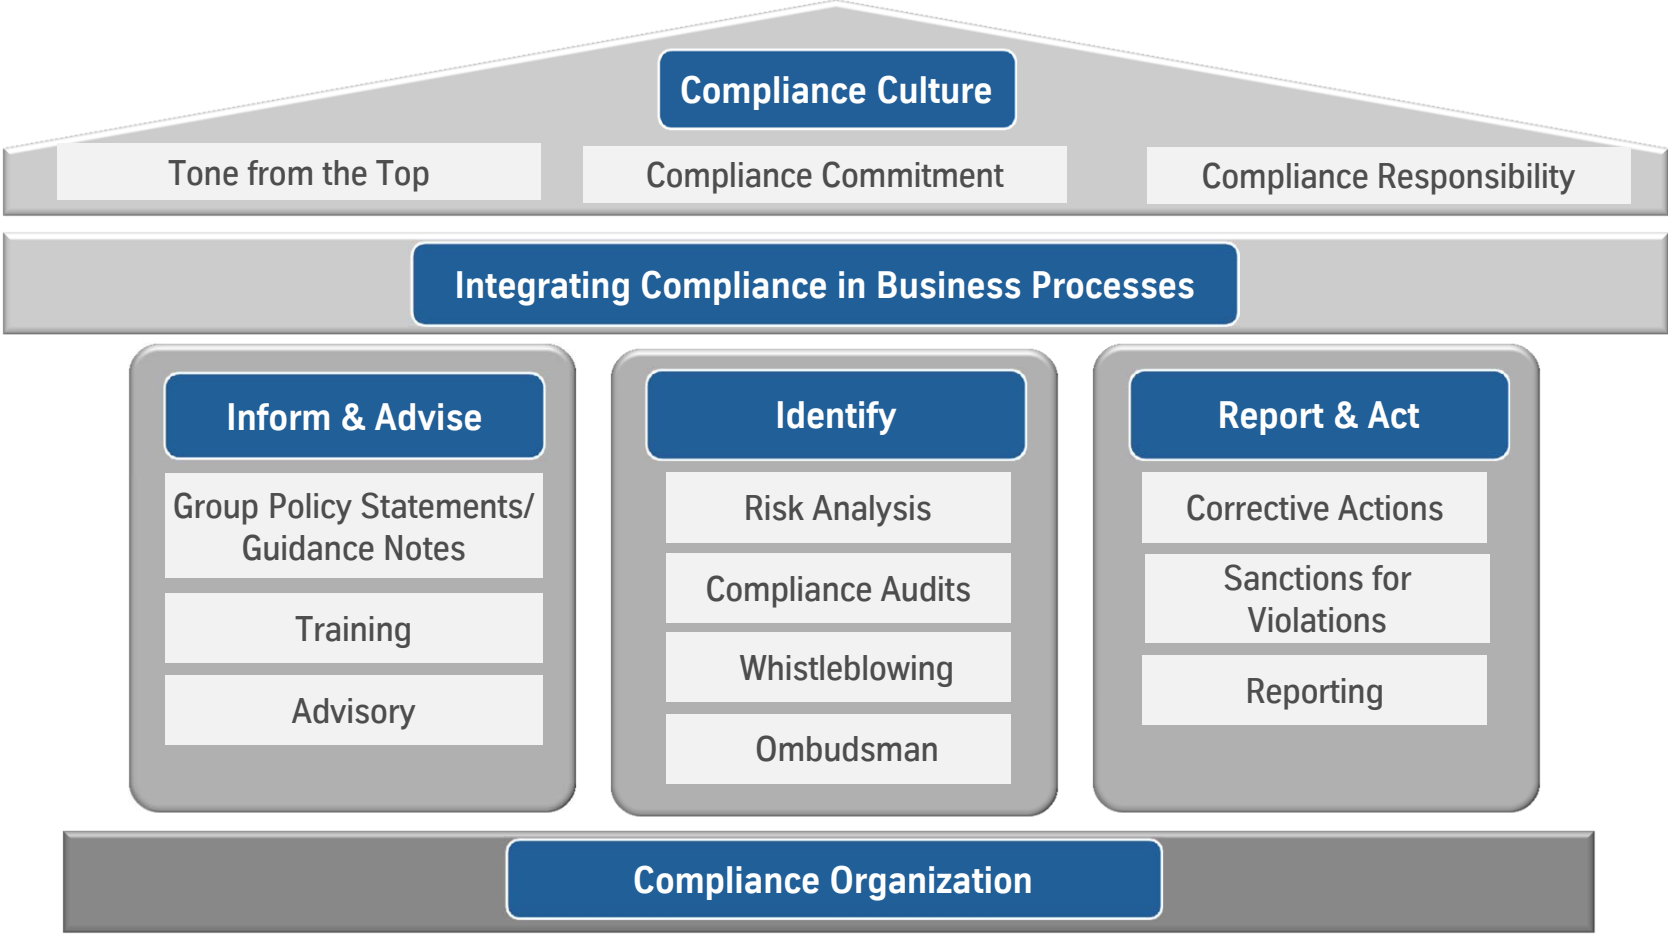 Compliance Culture
Tone from the Top
Compliance Commitment
Compliance Responsibility
Integrating Compliance in Business Processes
Inform & Advise
Group Policy Statements/
Guidance Notes
Training
Advisory
Identify
Risk Analysis
Compliance Audits
Whistleblowing
Ombudsman
Report & Act
Corrective Actions
Sanctions for
Violations
Reporting
Compliance Organization